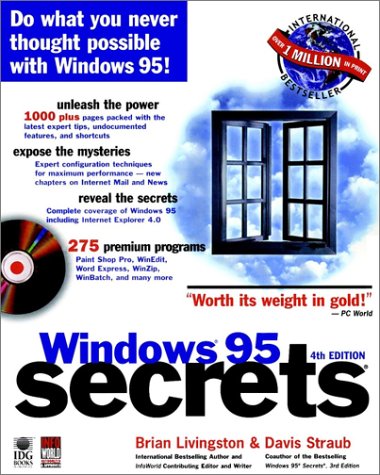 Do what you never
thought possible
with Windows 95!
INTERNATIONAL
OVER 1 MILLION IN PRINT
BESTSELLER
unleash the power
1000 plus pages packed with the
latest expert tips, undocumented
features, and shortcuts
expose the mysteries
Expert configuration techniques
for maximum performance — new
chapters on Internet Mail and News
reveal the secrets
Complete coverage of Windows 95
including Internet Explorer 4.0
275 premium programs
Paint Shop Pro, WinEdit,
Word Express, WinZip,
WinBatch, and many more
"Worth its weight in gold!"
— PC World
Windows® 95
4th EDITION
secrets®
IDG
BOOKS
INFO
WORLD
Brian Livingston & Davis Straub
International Bestselling Author and
InfoWorld Contributing Editor and Writer
Coauthor of the Bestselling
Windows 95® Secrets®, 3rd Edition